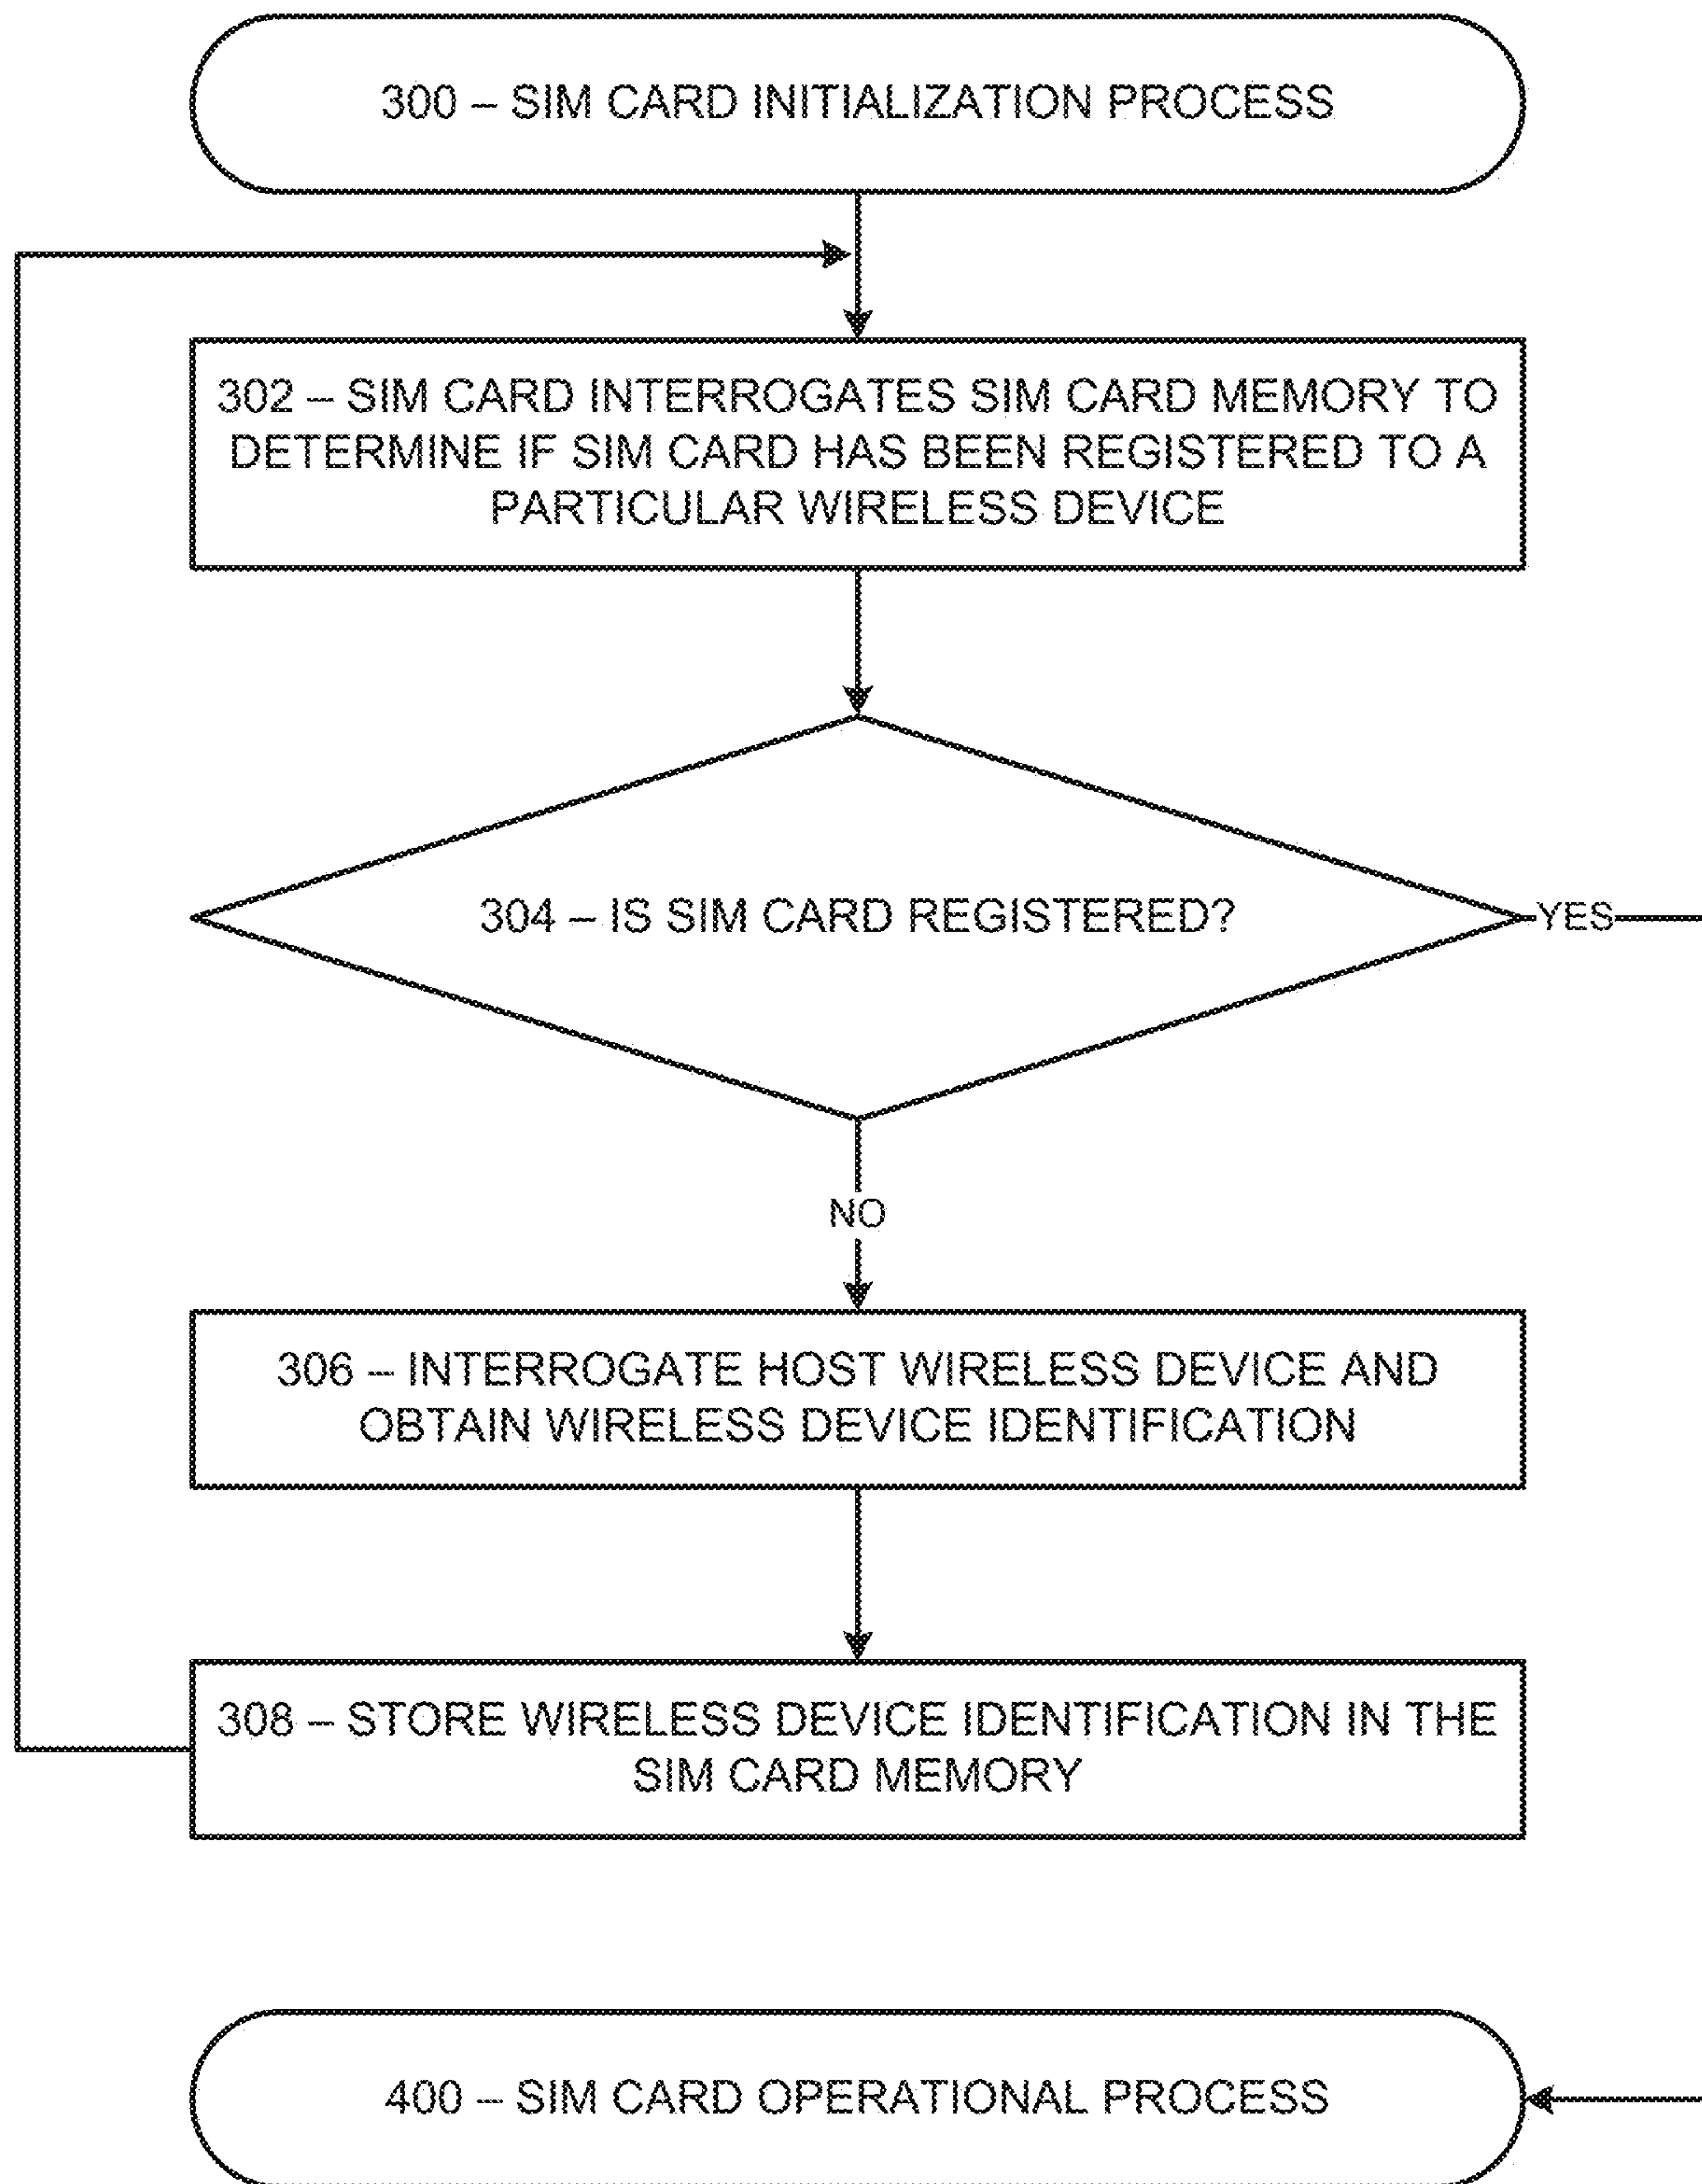 300 – SIM CARD INITIALIZATION PROCESS
302 – SIM CARD INTERROGATES SIM CARD MEMORY TO
DETERMINE IF SIM CARD HAS BEEN REGISTERED TO A
PARTICULAR WIRELESS DEVICE
304 – IS SIM CARD REGISTERED?
YES
NO
306 – INTERROGATE HOST WIRELESS DEVICE AND
OBTAIN WIRELESS DEVICE IDENTIFICATION
308 – STORE WIRELESS DEVICE IDENTIFICATION IN THE
SIM CARD MEMORY
400 – SIM CARD OPERATIONAL PROCESS